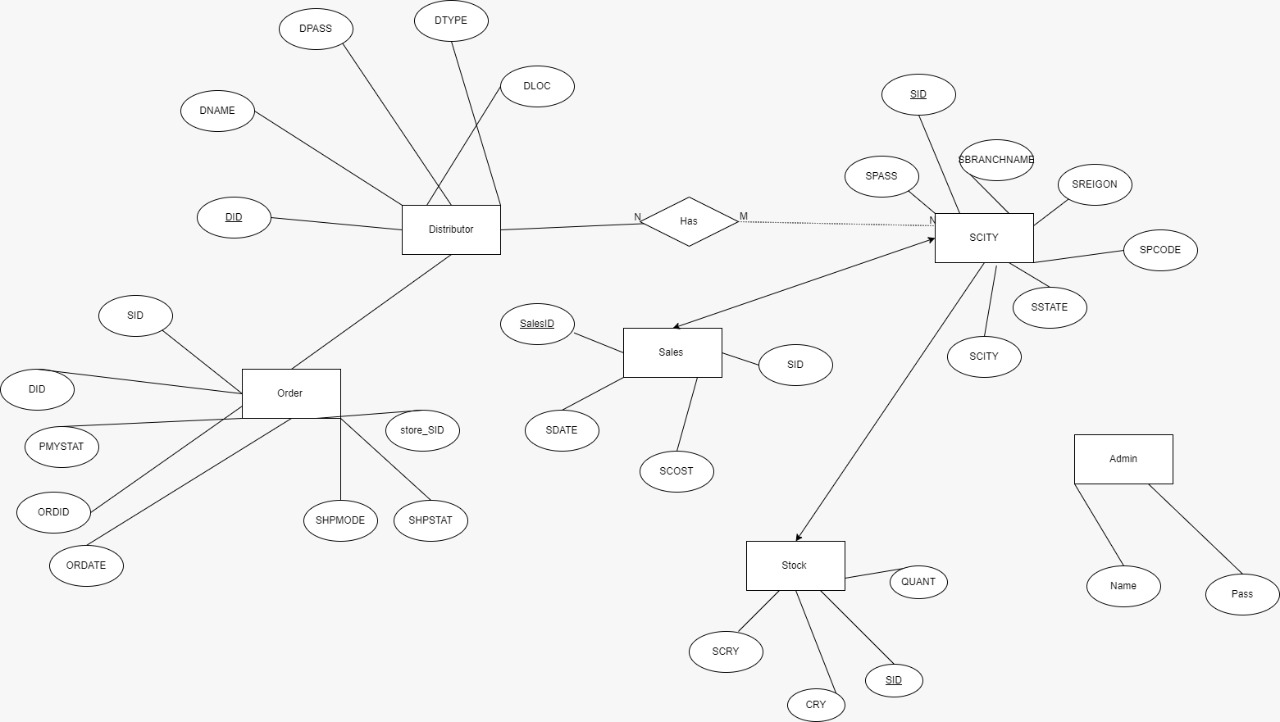 DTYPE
DPASS
DLOC
SID
DNAME
SBRANCHNAME
SPASS
SREIGON
DID
N
Has
M
N
Distributor
SCITY
SPCODE
SSTATE
SID
SalesID
Sales
SCITY
SID
DID
Order
store_SID
SDATE
PMYSTAT
SCOST
Admin
ORDID
SHPMODE
SHPSTAT
ORDATE
Stock
QUANT
Name
Pass
SCRY
SID
CRY